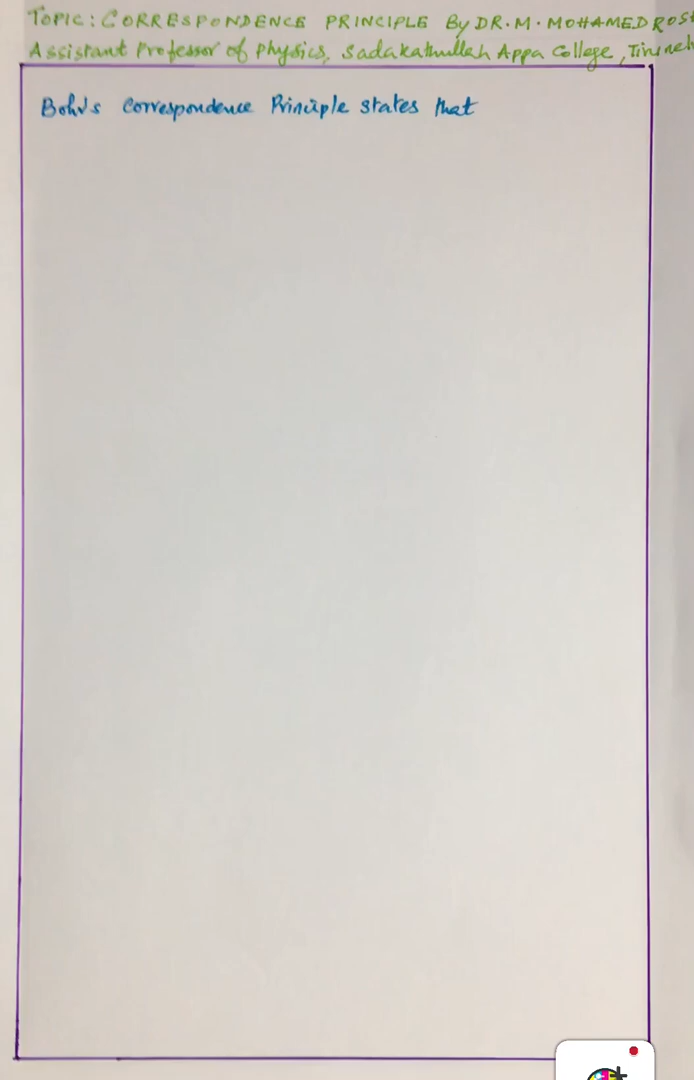 TOPIC: CORRESPONDENCE PRINCIPLE By DR. M. MOHAMED
Assistant Professor of Physics, Sadakathullah Appa College,
Bohr's Correspondence Principle states that